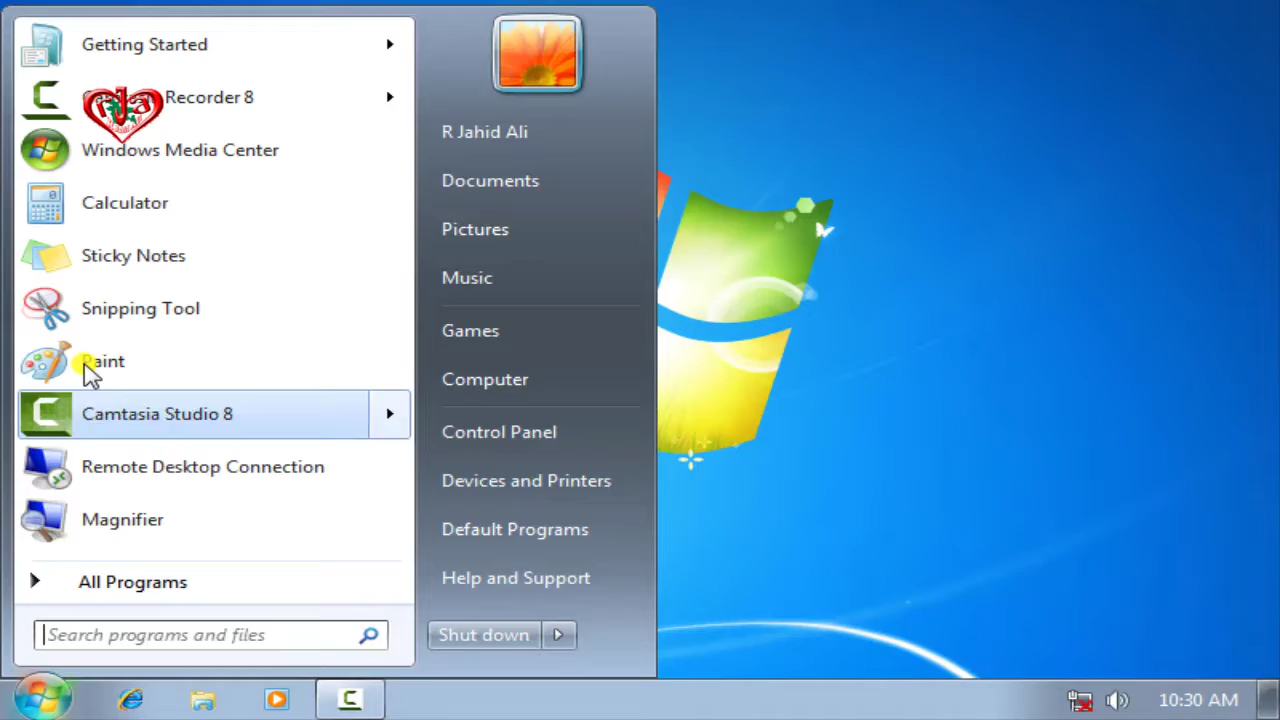 Getting Started
Recorder 8
Windows Media Center
Calculator
Sticky Notes
Snipping Tool
Paint
Camtasia Studio 8
Remote Desktop Connection
Magnifier
All Programs
Search programs and files
R Jahid Ali
Documents
Pictures
Music
Games
Computer
Control Panel
Devices and Printers
Default Programs
Help and Support
Shut down
10:30 AM